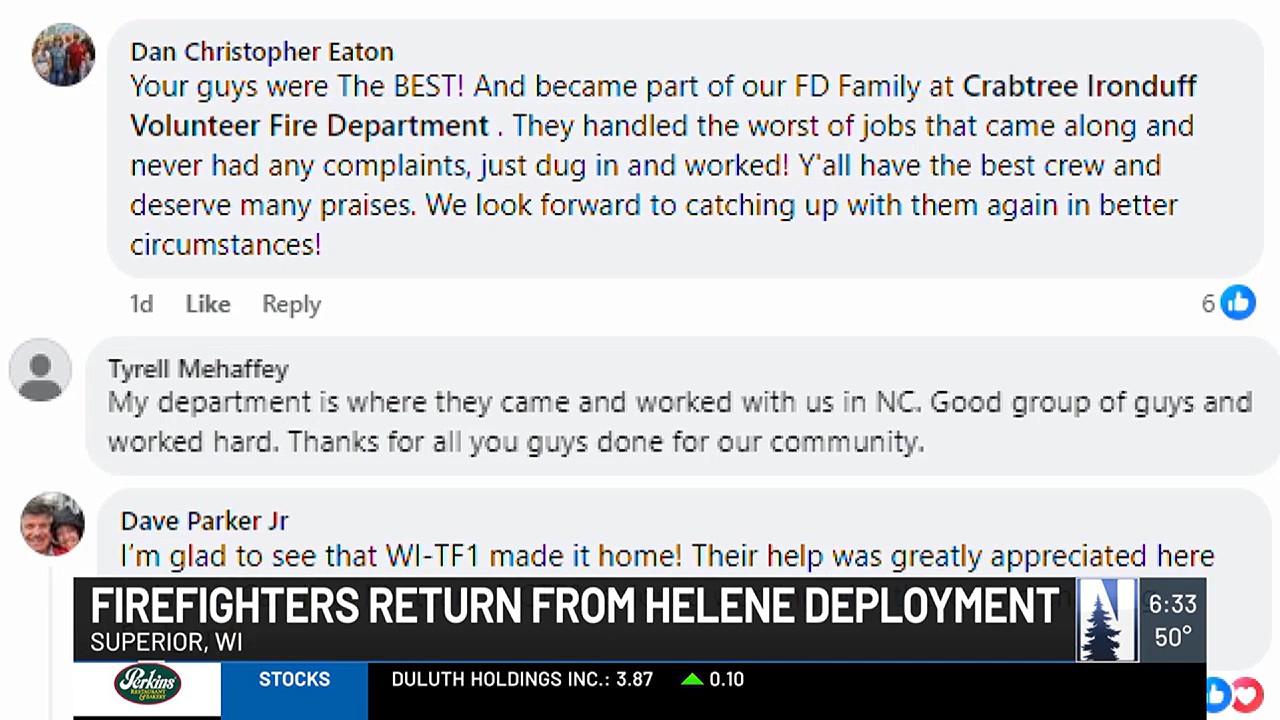 Dan Christopher Eaton
Your guys were The BEST! And became part of our FD Family at Crabtree Ironduff
Volunteer Fire Department . They handled the worst of jobs that came along and
never had any complaints, just dug in and worked! Y'all have the best crew and
deserve many praises. We look forward to catching up with them again in better
circumstances!
1d Like Reply 6
Tyrell Mehaffey
My department is where they came and worked with us in NC. Good group of guys and
worked hard. Thanks for all you guys done for our community.
Dave Parker Jr
I'm glad to see that WI-TF1 made it home! Their help was greatly appreciated here
FIREFIGHTERS RETURN FROM HELENE DEPLOYMENT
SUPERIOR, WI
N
6:33
50°
Perkins
RESTAURANT
& BAKERY
STOCKS
DULUTH HOLDINGS INC.: 3.87 0.10